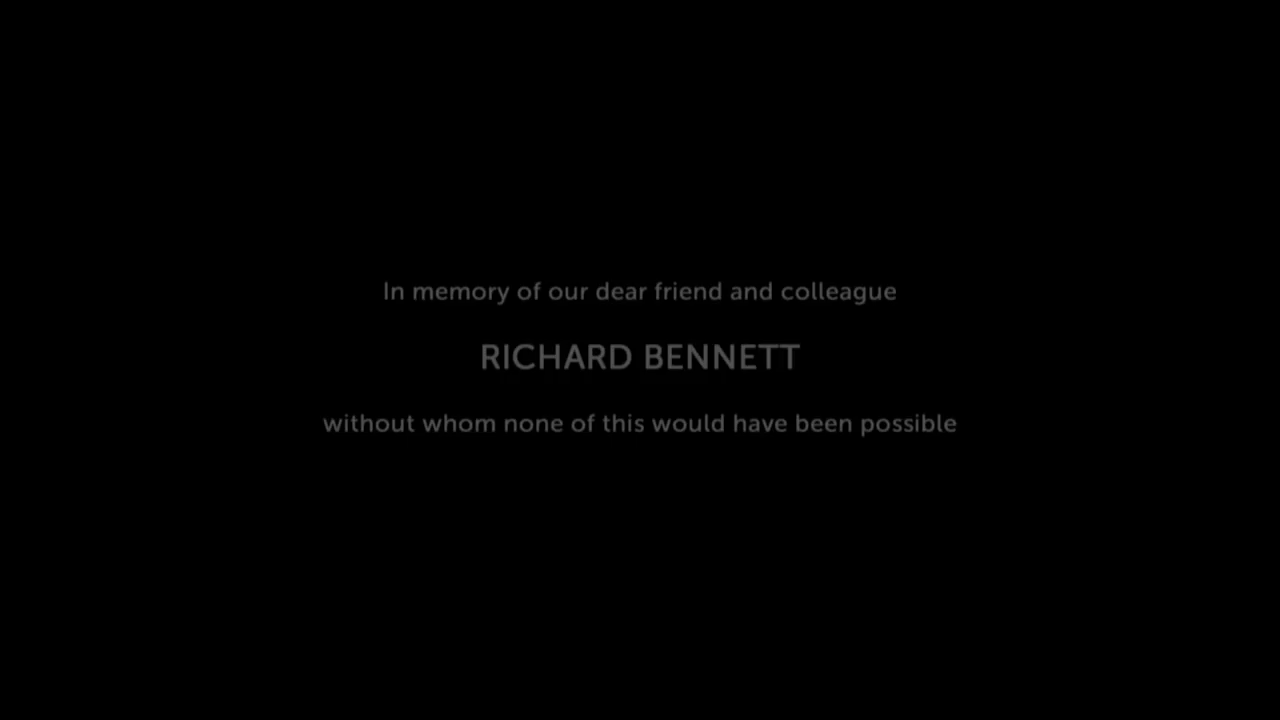 In memory of our dear friend and colleague
RICHARD BENNETT
without whom none of this would have been possible